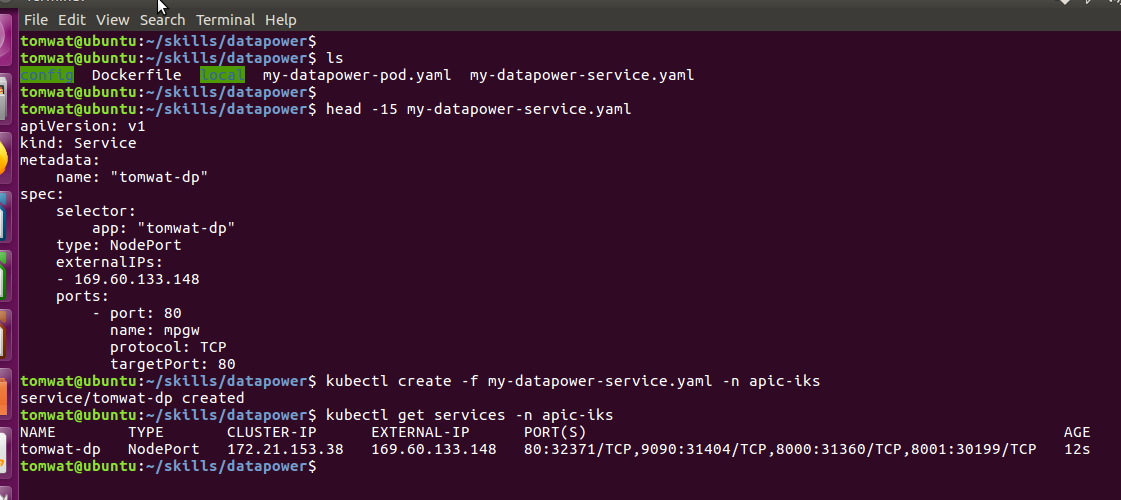 File Edit View Search Terminal Help
tomwat@ubuntu:~/skills/datapower$
tomwat@ubuntu:~/skills/datapower$ ls
config  Dockerfile  local  my-datapower-pod.yaml  my-datapower-service.yaml
tomwat@ubuntu:~/skills/datapower$
tomwat@ubuntu:~/skills/datapower$ head -15 my-datapower-service.yaml
apiVersion: v1
kind: Service
metadata:
    name: "tomwat-dp"
spec:
    selector:
        app: "tomwat-dp"
    type: NodePort
    externalIPs:
    - 169.60.133.148
    ports:
        - port: 80
          name: mpgw
          protocol: TCP
          targetPort: 80
tomwat@ubuntu:~/skills/datapower$ kubectl create -f my-datapower-service.yaml -n apic-iks
service/tomwat-dp created
tomwat@ubuntu:~/skills/datapower$ kubectl get services -n apic-iks
NAME        TYPE       CLUSTER-IP      EXTERNAL-IP      PORT(S)                                                     AGE
tomwat-dp   NodePort   172.21.153.38   169.60.133.148   80:32371/TCP,9090:31404/TCP,8000:31360/TCP,8001:30199/TCP   12s
tomwat@ubuntu:~/skills/datapower$